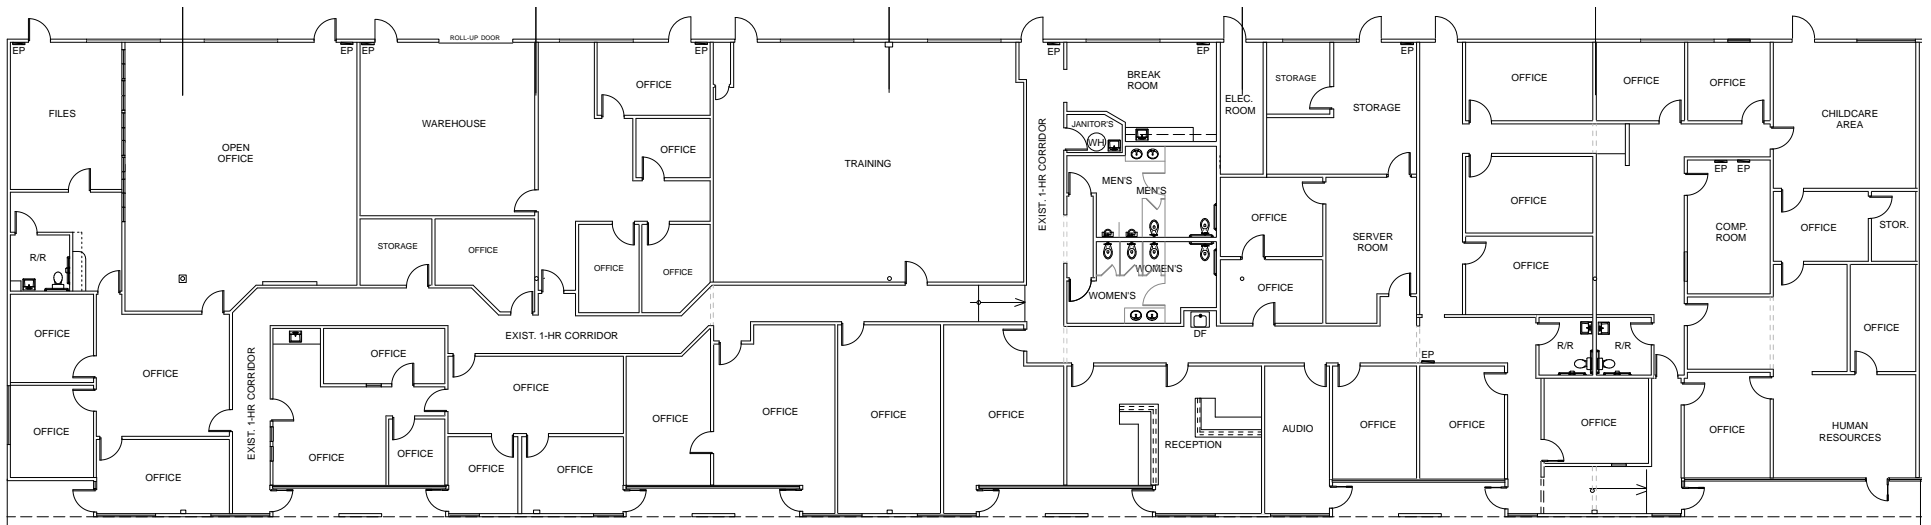 ROLL-UP DOOR
EP
EP
EP
EP
EP
EP
EP
FILES
OPEN
OFFICE
WAREHOUSE
OFFICE
OFFICE
TRAINING
EXIST. 1-HR CORRIDOR
BREAK
ROOM
JANITOR'S
WH
ELEC.
ROOM
STORAGE
STORAGE
OFFICE
OFFICE
OFFICE
CHILDCARE
AREA
MEN'S
MEN'S
WOMEN'S
WOMEN'S
DF
OFFICE
OFFICE
SERVER
ROOM
OFFICE
OFFICE
EP
EP
COMP.
ROOM
OFFICE
STOR.
R/R
STORAGE
OFFICE
OFFICE
OFFICE
OFFICE
OFFICE
EXIST. 1-HR CORRIDOR
EXIST. 1-HR CORRIDOR
OFFICE
OFFICE
EP
R/R
R/R
OFFICE
OFFICE
OFFICE
OFFICE
OFFICE
OFFICE
OFFICE
OFFICE
OFFICE
OFFICE
OFFICE
OFFICE
RECEPTION
AUDIO
OFFICE
OFFICE
OFFICE
OFFICE
HUMAN
RESOURCES